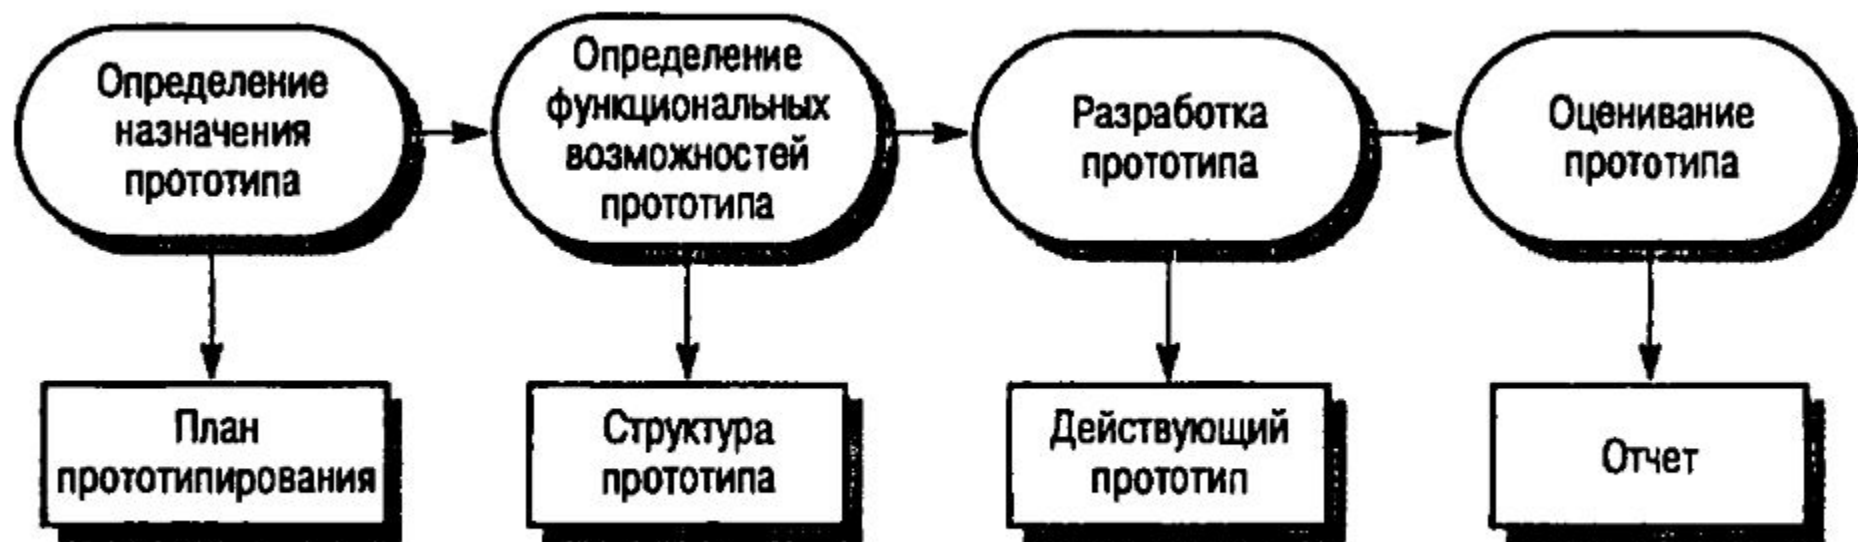 Определение
назначения
прототипа
Определение
функциональных
возможностей
прототипа
Разработка
прототипа
Оценивание
прототипа
План
прототипирования
Структура
прототипа
Действующий
прототип
Отчет